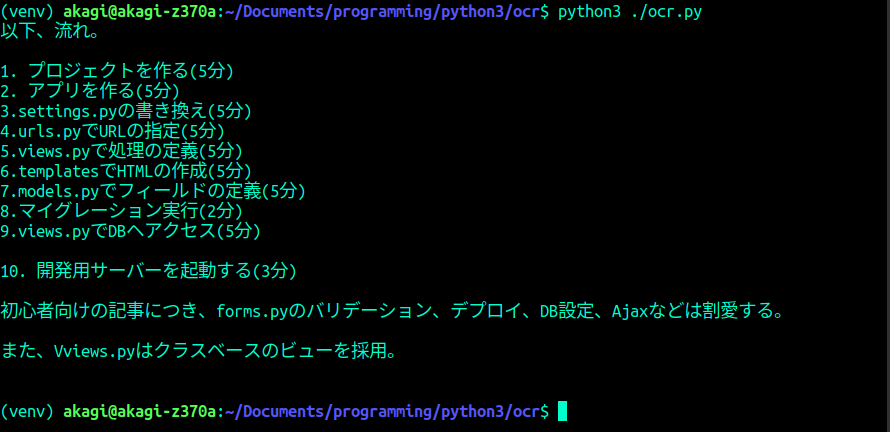 (venv) akagi@akagi-z370a:~/Documents/programming/python3/ocr$ python3 ./ocr.py
以下、流れ。
1. プロジェクトを作る(5分)
2. アプリを作る(5分)
3.settings.pyの書き換え(5分)
4.urls.pyでURLの指定(5分)
5.views.pyで処理の定義(5分)
6.templatesでHTMLの作成(5分)
7.models.pyでフィールドの定義(5分)
8.マイグレーション実行(2分)
9.views.pyでDBへアクセス(5分)
10. 開発用サーバーを起動する(3分)
初心者向けの記事につき、forms.pyのバリデーション、デプロイ、DB設定、Ajaxなどは割愛する。
また、Vviews.pyはクラスベースのビューを採用。
(venv) akagi@akagi-z370a:~/Documents/programming/python3/ocr$